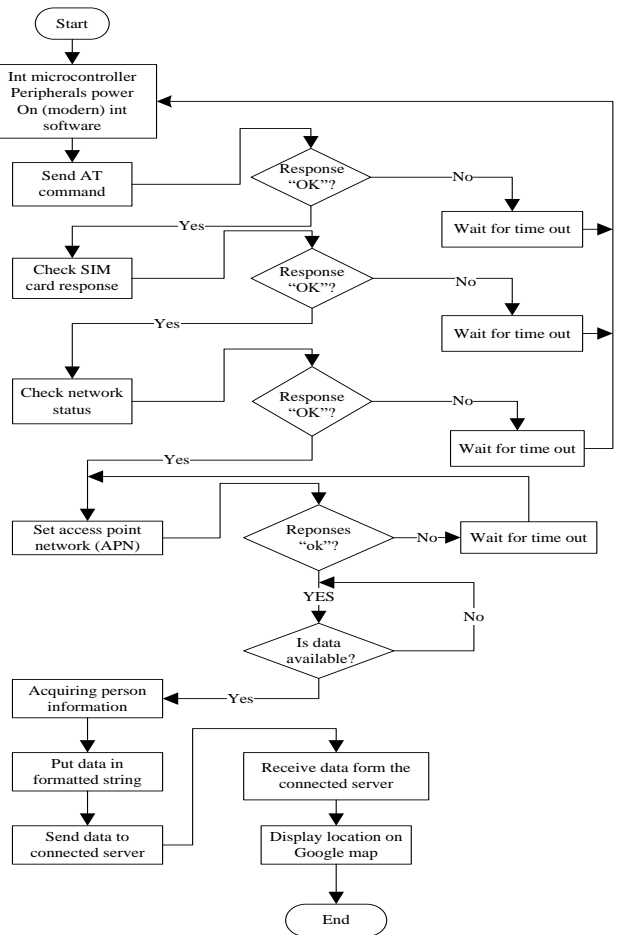 Start
Int microcontroller
Peripherals power
On (modern) int
software
Send AT
command
Response
“OK”?
No
Wait for time out
Yes
Check SIM
card response
Response
“OK”?
No
Wait for time out
Yes
Check network
status
Response
“OK”?
No
Wait for time out
Yes
Set access point
network (APN)
Reponses
“ok”?
No
Wait for time out
YES
Is data
available?
No
Yes
Acquiring person
information
Put data in
formatted string
Send data to
connected server
Receive data form the
connected server
Display location on
Google map
End